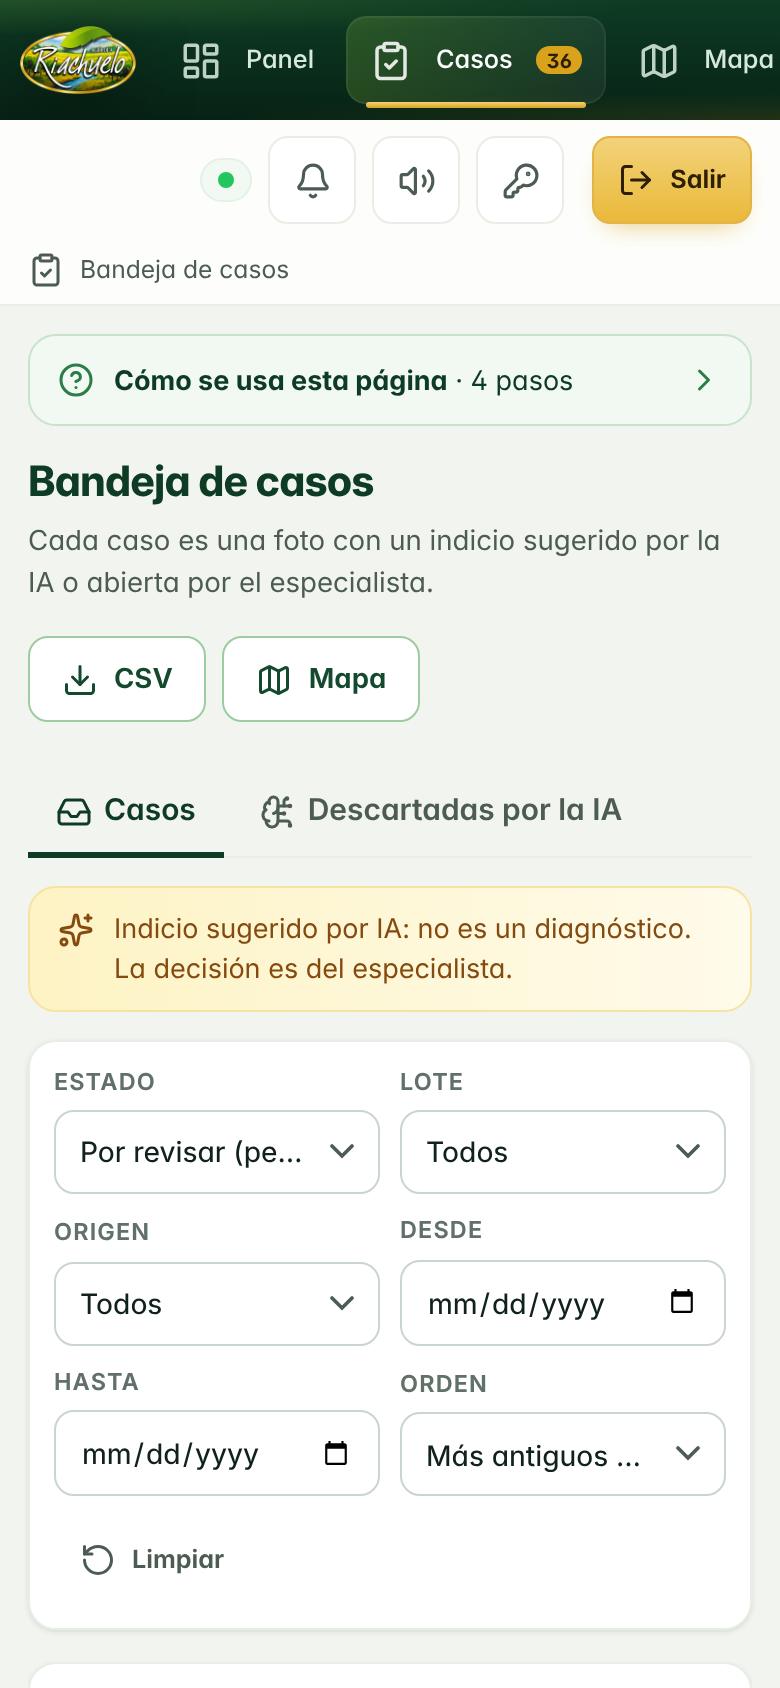 Riachuelo
Panel
Casos 36
Mapa
Salir
Bandeja de casos
Cómo se usa esta página · 4 pasos
Bandeja de casos
Cada caso es una foto con un indicio sugerido por la
IA o abierta por el especialista.
CSV
Mapa
Casos
Descartadas por la IA
Indicio sugerido por IA: no es un diagnóstico.
La decisión es del especialista.
ESTADO
LOTE
Por revisar (pe...
Todos
ORIGEN
DESDE
Todos
mm/dd/yyyy
HASTA
ORDEN
mm/dd/yyyy
Más antiguos ...
Limpiar